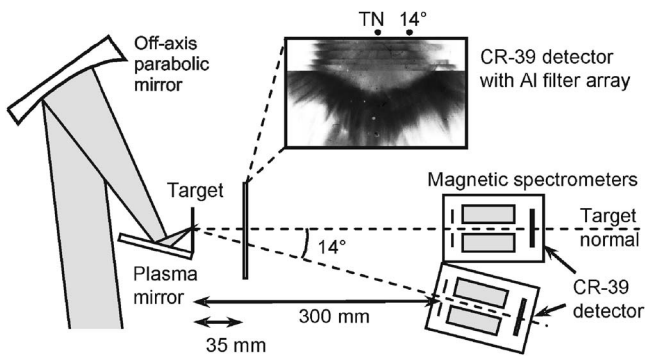 TN 14°
Off-axis
parabolic
mirror
CR-39 detector
with Al filter array
Target
Magnetic spectrometers
Target
normal
14°
Plasma
mirror
CR-39
detector
300 mm
35 mm